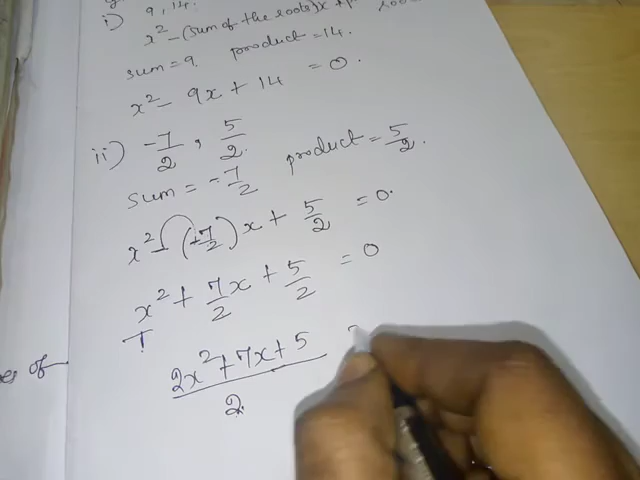 i) 9, 14.
x² - (sum of the roots)x +
sum = 9. product = 14.
x² - 9x + 14 = 0.
ii) -7/2, 5/2.
sum = -7/2 product = 5/2.
x² - (+7/2)x + 5/2 = 0.
x² + 7/2 x + 5/2 = 0
1
2x² + 7x + 5
2.
of